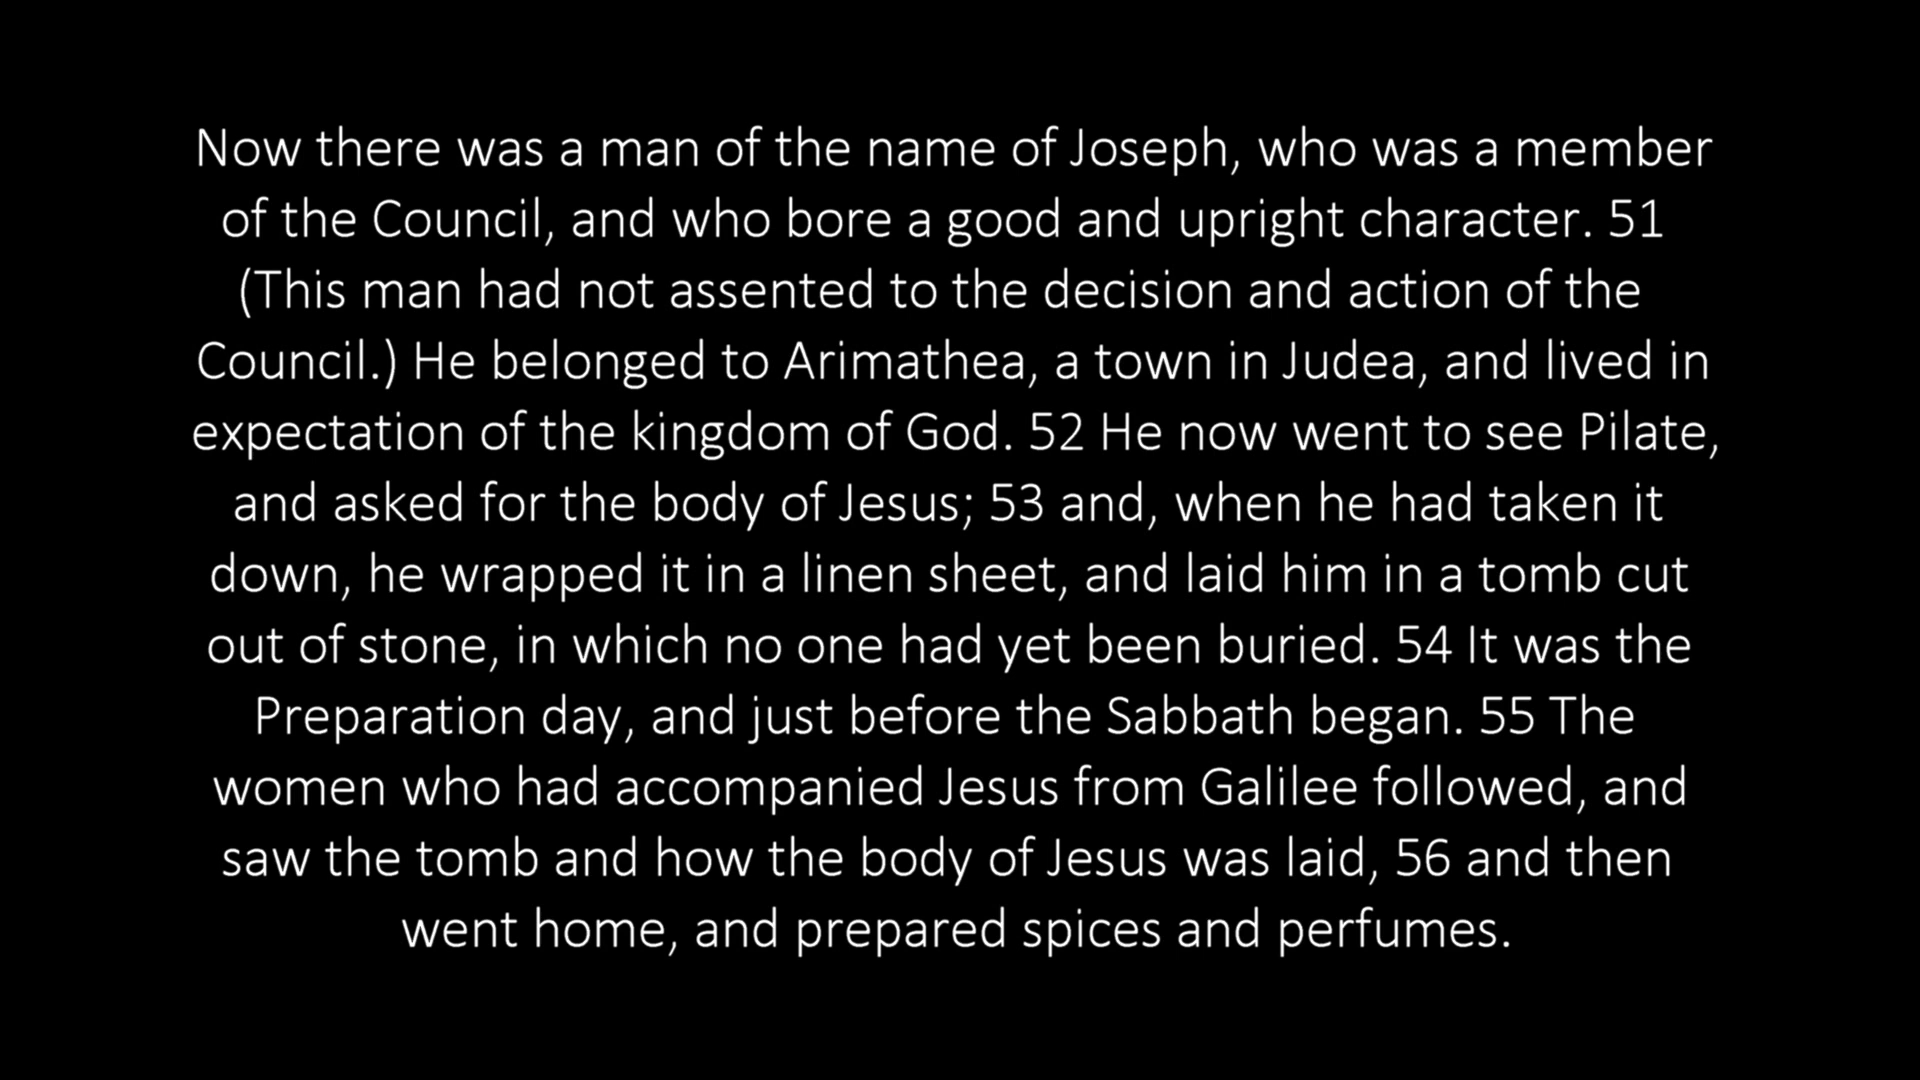 Now there was a man of the name of Joseph, who was a member
of the Council, and who bore a good and upright character. 51
(This man had not assented to the decision and action of the
Council.) He belonged to Arimathea, a town in Judea, and lived in
expectation of the kingdom of God. 52 He now went to see Pilate,
and asked for the body of Jesus; 53 and, when he had taken it
down, he wrapped it in a linen sheet, and laid him in a tomb cut
out of stone, in which no one had yet been buried. 54 It was the
Preparation day, and just before the Sabbath began. 55 The
women who had accompanied Jesus from Galilee followed, and
saw the tomb and how the body of Jesus was laid, 56 and then
went home, and prepared spices and perfumes.